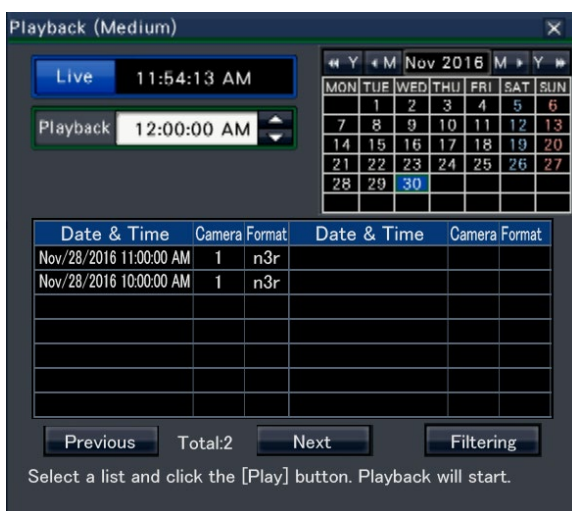 Playback (Medium)
Live 11:54:13 AM
Playback 12:00:00 AM
Y M Nov 2016 M Y
MON TUE WED THU FRI SAT SUN
1 2 3 4 5 6
7 8 9 10 11 12 13
14 15 16 17 18 19 20
21 22 23 24 25 26 27
28 29 30
Date & Time Camera Format Date & Time Camera Format
Nov/28/2016 11:00:00 AM 1 n3r
Nov/28/2016 10:00:00 AM 1 n3r
Previous Total:2 Next Filtering
Select a list and click the [Play] button. Playback will start.